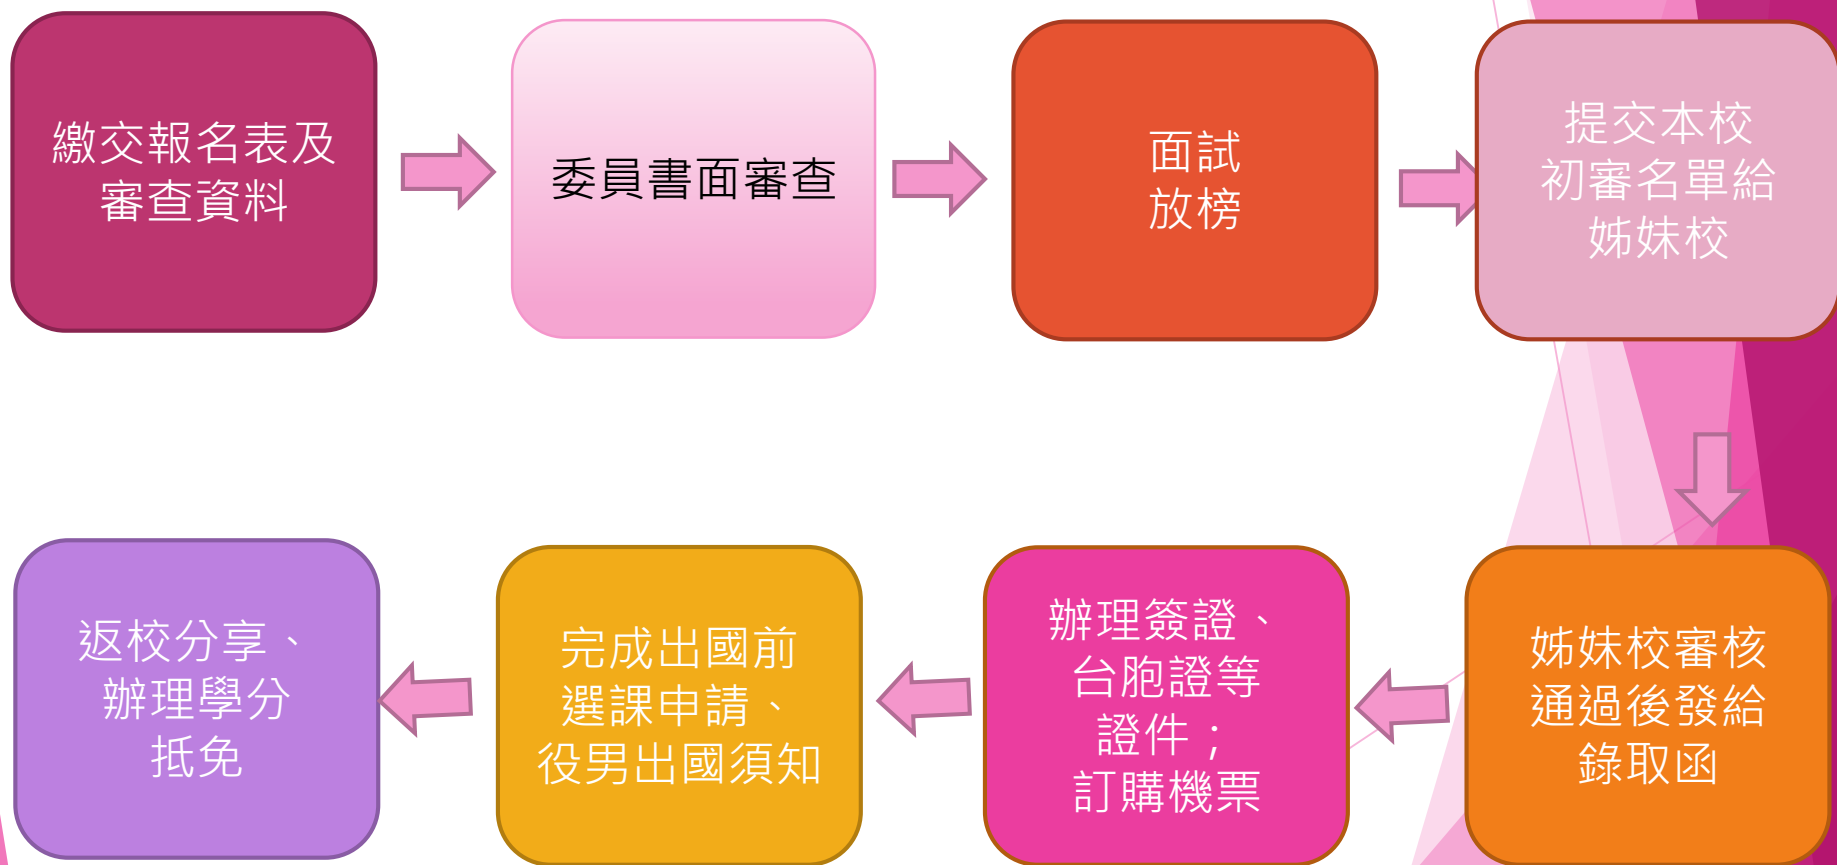 繳交報名表及
審查資料
委員書面審查
面試
放榜
提交本校
初審名單給
姊妹校
姊妹校審核
通過後發給
錄取函
辦理簽證、
台胞證等
證件；
訂購機票
完成出國前
選課申請、
役男出國須知
返校分享、
辦理學分
抵免